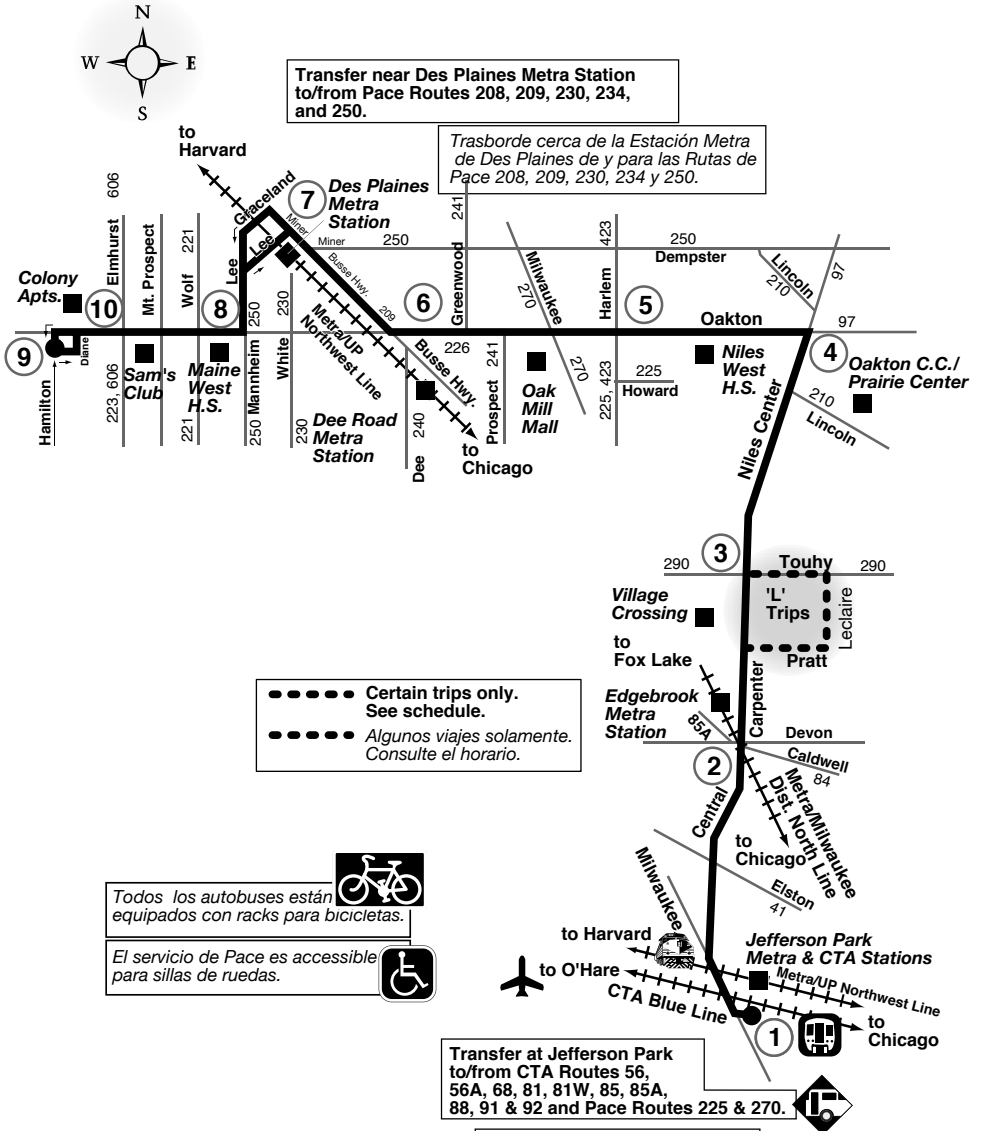 N
W
E
S
Transfer near Des Plaines Metra Station
to/from Pace Routes 208, 209, 230, 234,
and 250.
Trasborde cerca de la Estación Metra
de Des Plaines de y para las Rutas de
Pace 208, 209, 230, 234 y 250.
to
Harvard
Graceland
7
Des Plaines
Metra
Station
Miner
Miner
250
Busse Hwy.
209
Lee
Lee
606
Elmhurst
Mt. Prospect
221
Wolf
250
230
241
Greenwood
Milwaukee
270
423
Harlem
250
Dempster
Lincoln
210
97
Colony
Apts.
10
8
6
5
Oakton
97
9
Diane
Hamilton
223, 606
Sam's
Club
221
Maine
West
H.S.
250 Mannheim
White
230
Metra/UP
Northwest Line
Dee Road
Metra
Station
Dee
240
Busse Hwy.
226
to
Chicago
Prospect
241
Oak
Mill
Mall
270
225, 423
225
Howard
Niles
West
H.S.
4
Oakton C.C./
Prairie Center
210
Lincoln
Niles Center
3
290
Touhy
290
'L'
Trips
Leclaire
Pratt
Village
Crossing
to
Fox Lake
Edgebrook
Metra
Station
85A
Carpenter
Devon
Caldwell
84
2
Central
Metra/Milwaukee
Dist. North Line
to
Chicago
Certain trips only.
See schedule.
Algunos viajes solamente.
Consulte el horario.
Milwaukee
Elston
41
Todos los autobuses están
equipados con racks para bicicletas.
El servicio de Pace es accessible
para sillas de ruedas.
to Harvard
to O'Hare
CTA Blue Line
Jefferson Park
Metra & CTA Stations
Metra/UP Northwest Line
1
to
Chicago
Transfer at Jefferson Park
to/from CTA Routes 56,
56A, 68, 81, 81W, 85, 85A,
88, 91 & 92 and Pace Routes 225 & 270.